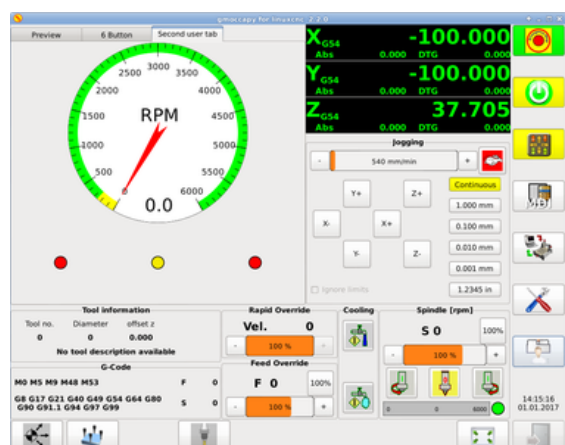 gmoccapy for linuxcnc 2.2.0
Preview
6 Button
Second user tab
500
1000
1500
2000
2500
3000
3500
4000
4500
5000
5500
6000
0
RPM
0.0
X G54 -100.000
Abs 0.000 DTG 0.000
Y G54 -100.000
Abs 0.000 DTG 0.000
Z G54 37.705
Abs 0.000 DTG 0.000
Jogging
- 540 mm/min +
Y+
Z+
X-
X+
Y-
Z-
Continuous
1.000 mm
0.100 mm
0.010 mm
0.001 mm
1.2345 in
Ignore limits
MDI
Tool information
Tool no. Diameter offset z
0 0 0.000
No tool description available
G-Code
M0 M5 M9 M48 M53 F 0
G8 G17 G21 G40 G49 G54 G64 G80
G90 G91.1 G94 G97 G99
S 0
Rapid Override
Vel. 0
- 100 % +
Feed Override
F 0 100%
- 100 % +
Cooling
Spindle [rpm]
S 0 100%
- 100 % +
0 0 6000
14:15:16
01.01.2017